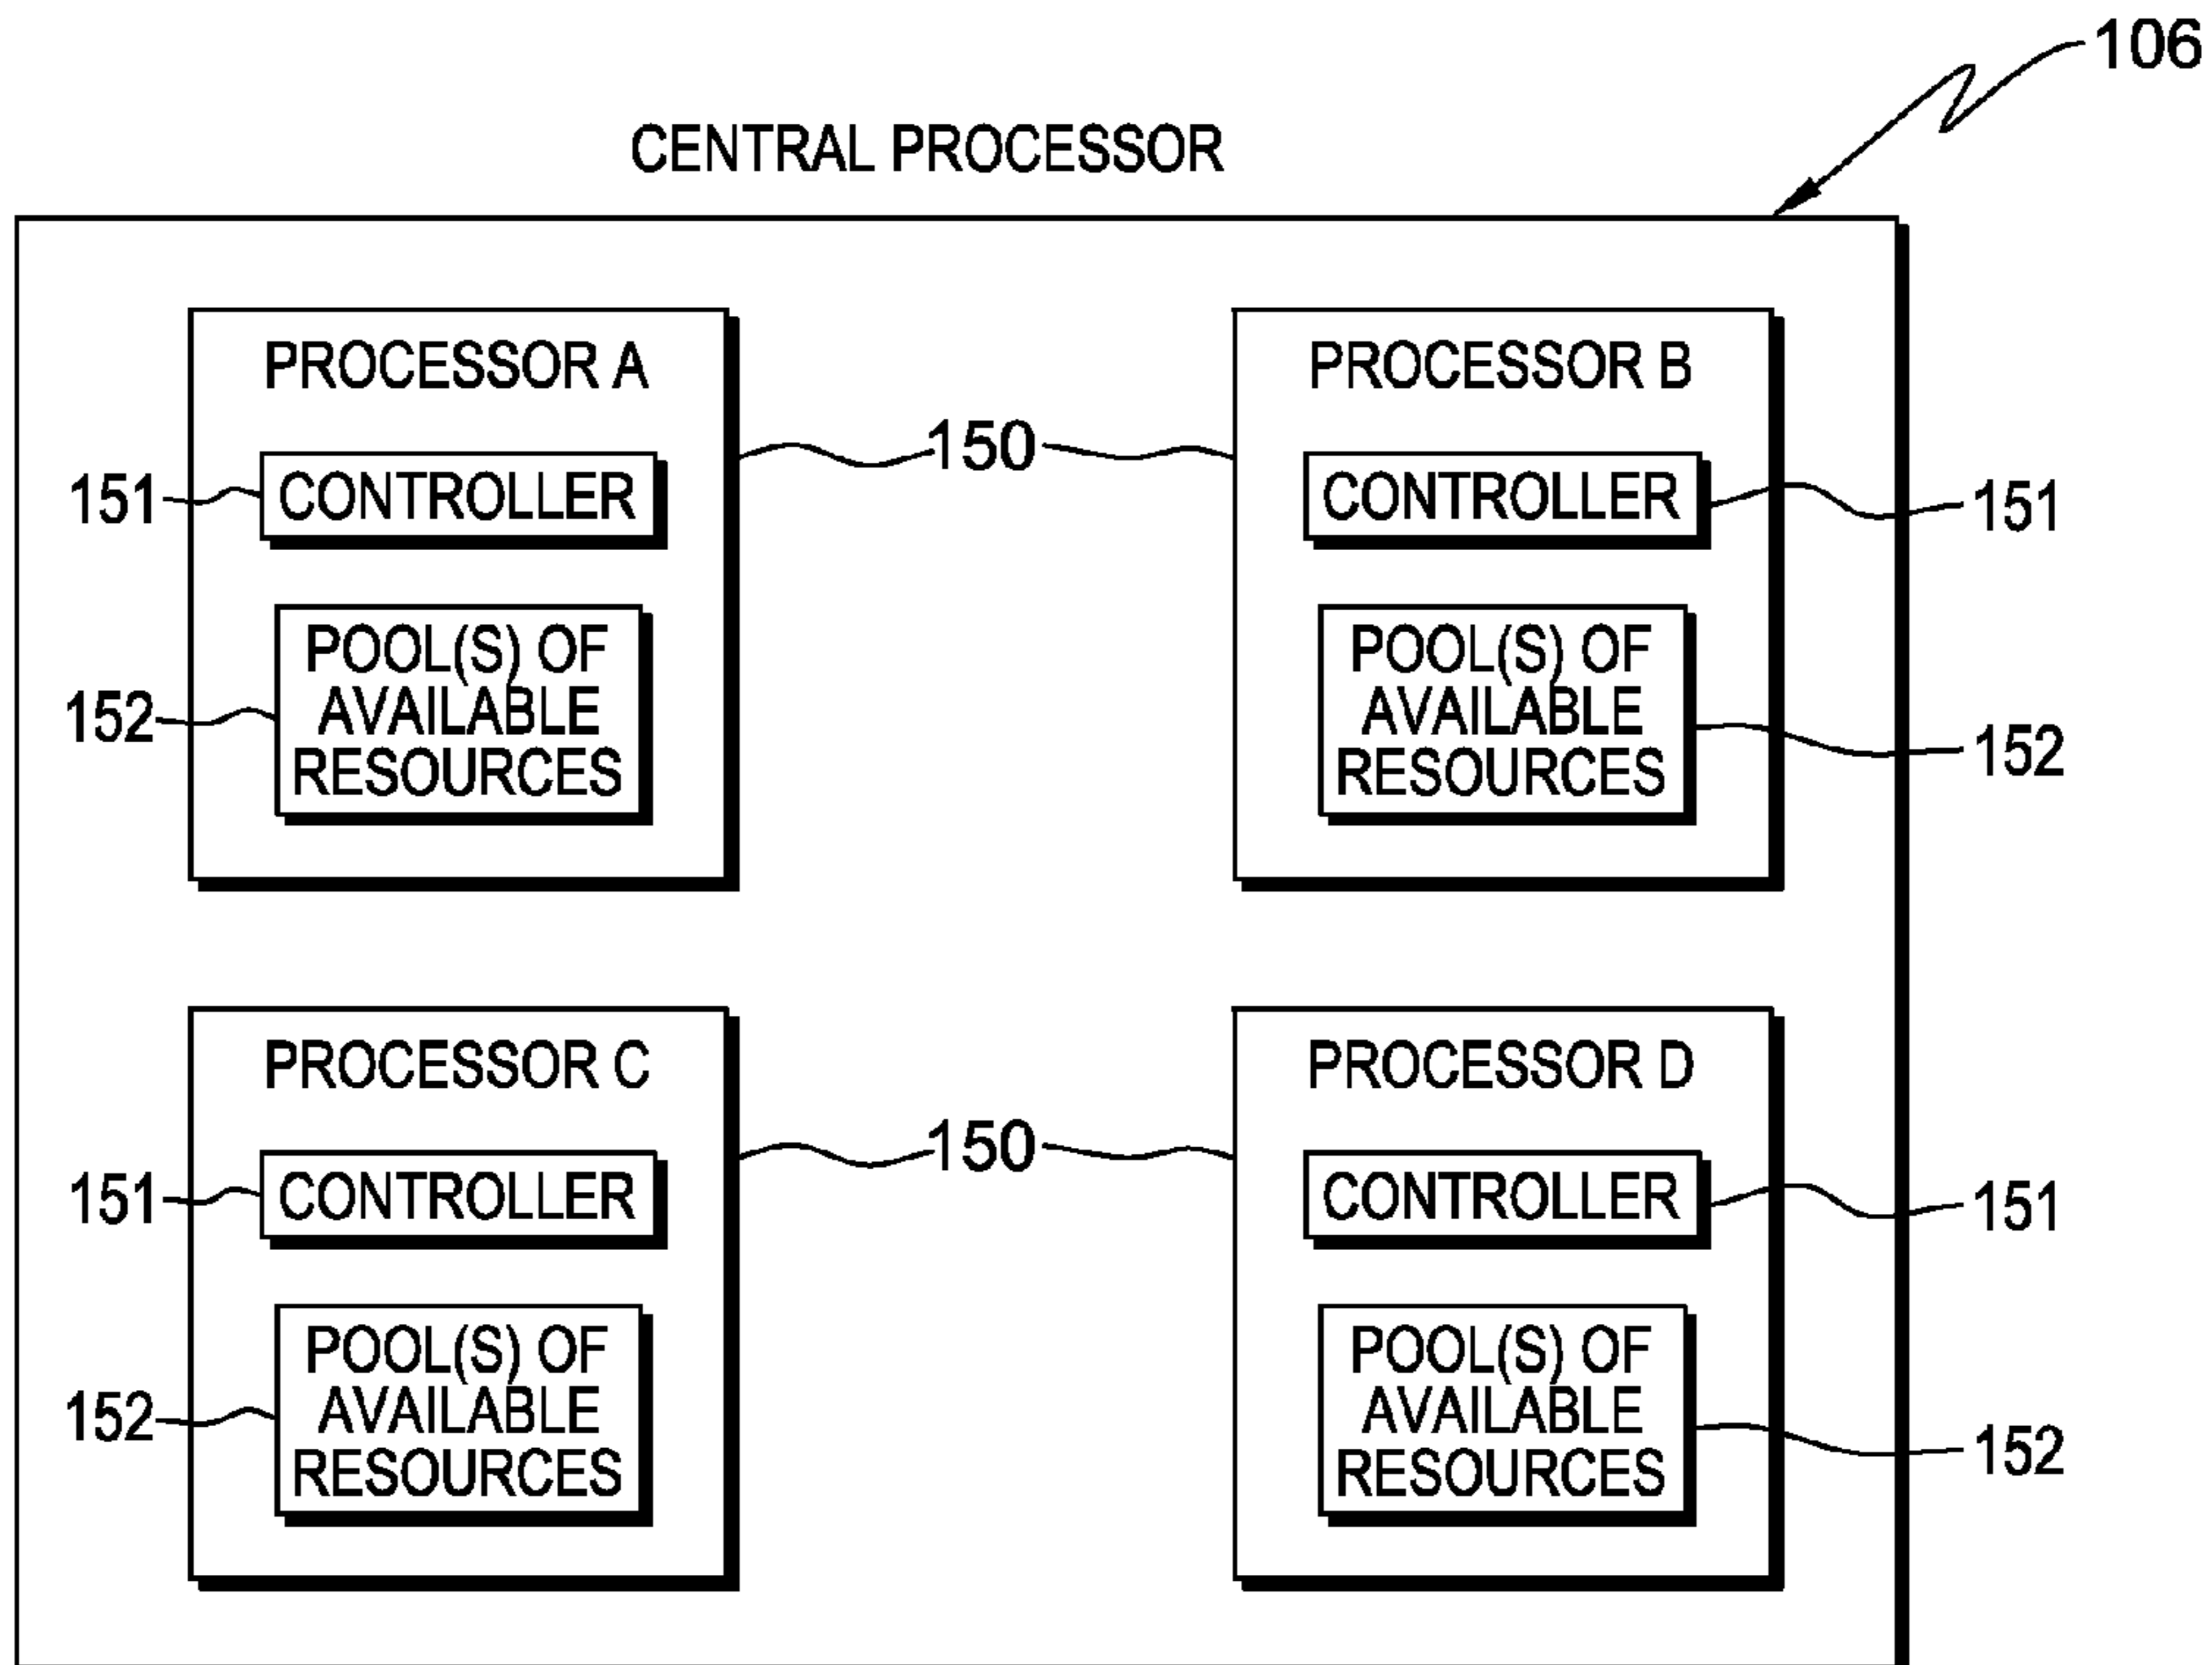 106
CENTRAL PROCESSOR
PROCESSOR A
150
151
CONTROLLER
152
POOL(S) OF
AVAILABLE
RESOURCES
PROCESSOR B
CONTROLLER
151
POOL(S) OF
AVAILABLE
RESOURCES
152
PROCESSOR C
150
151
CONTROLLER
152
POOL(S) OF
AVAILABLE
RESOURCES
PROCESSOR D
CONTROLLER
151
POOL(S) OF
AVAILABLE
RESOURCES
152